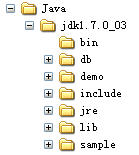 Java
jdk1.7.0_03
bin
db
demo
include
jre
lib
sample